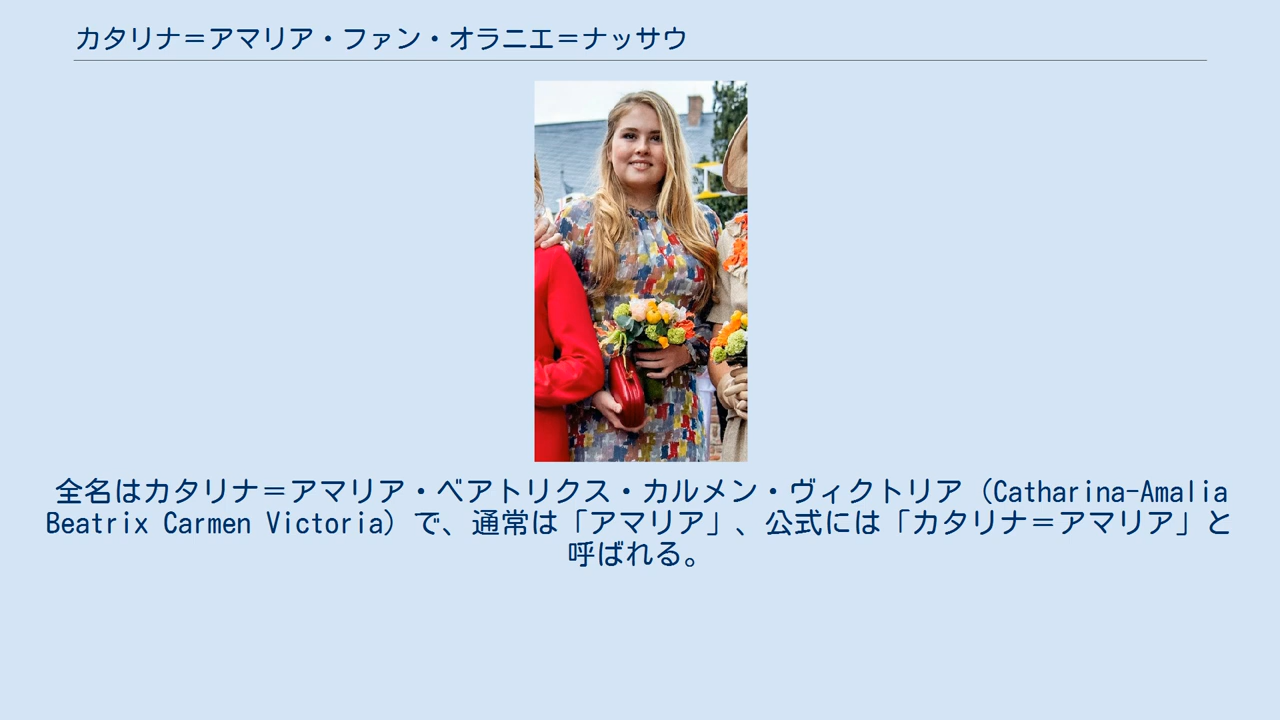 カタリナ＝アマリア・ファン・オラニエ＝ナッサウ
全名はカタリナ＝アマリア・ベアトリクス・カルメン・ヴィクトリア（Catharina-Amalia
Beatrix Carmen Victoria）で、通常は「アマリア」、公式には「カタリナ＝アマリア」と
呼ばれる。